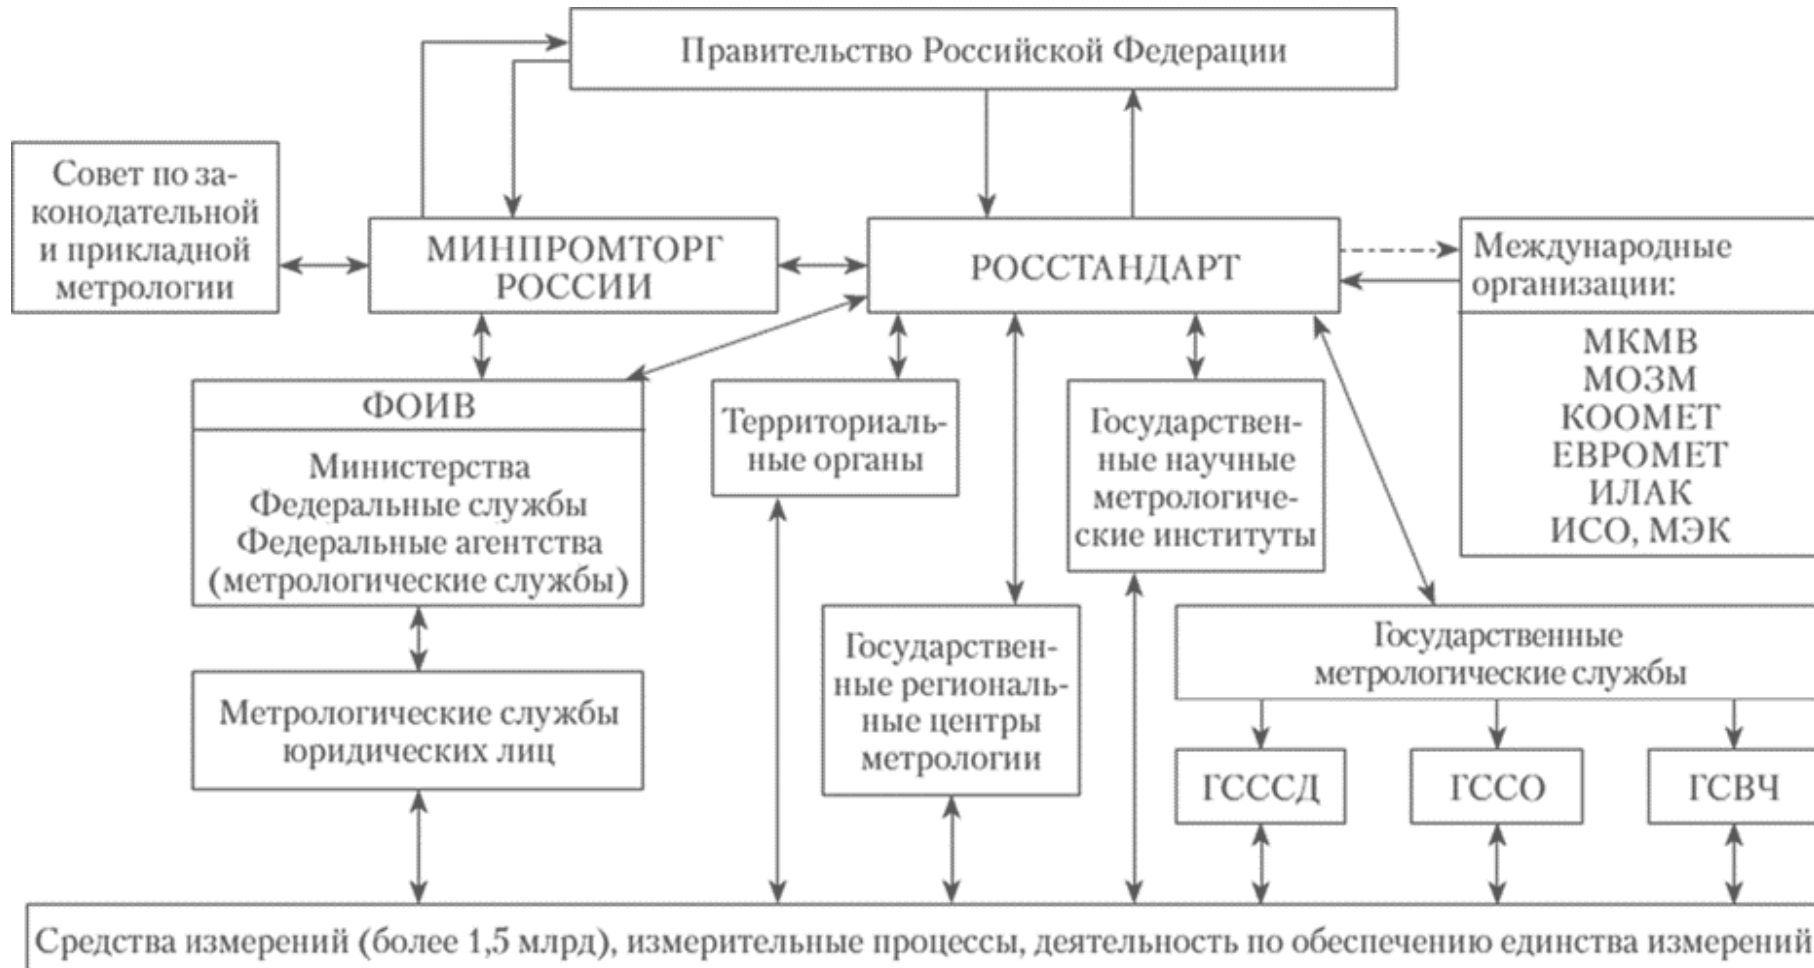 Правительство Российской Федерации
Совет по за-
конодательной
и прикладной
метрологии
МИНПРОМТОРГ
РОССИИ
РОССТАНДАРТ
Международные
организации:
МКМВ
МОЗМ
КООМЕТ
ЕВРОМЕТ
ИЛАК
ИСО, МЭК
ФОИВ
Министерства
Федеральные службы
Федеральные агентства
(метрологические службы)
Территориаль-
ные органы
Государствен-
ные научные
метрологиче-
ские институты
Метрологические службы
юридических лиц
Государствен-
ные региональ-
ные центры
метрологии
Государственные
метрологические службы
ГСССД
ГССО
ГСВЧ
Средства измерений (более 1,5 млрд), измерительные процессы, деятельность по обеспечению единства измерений